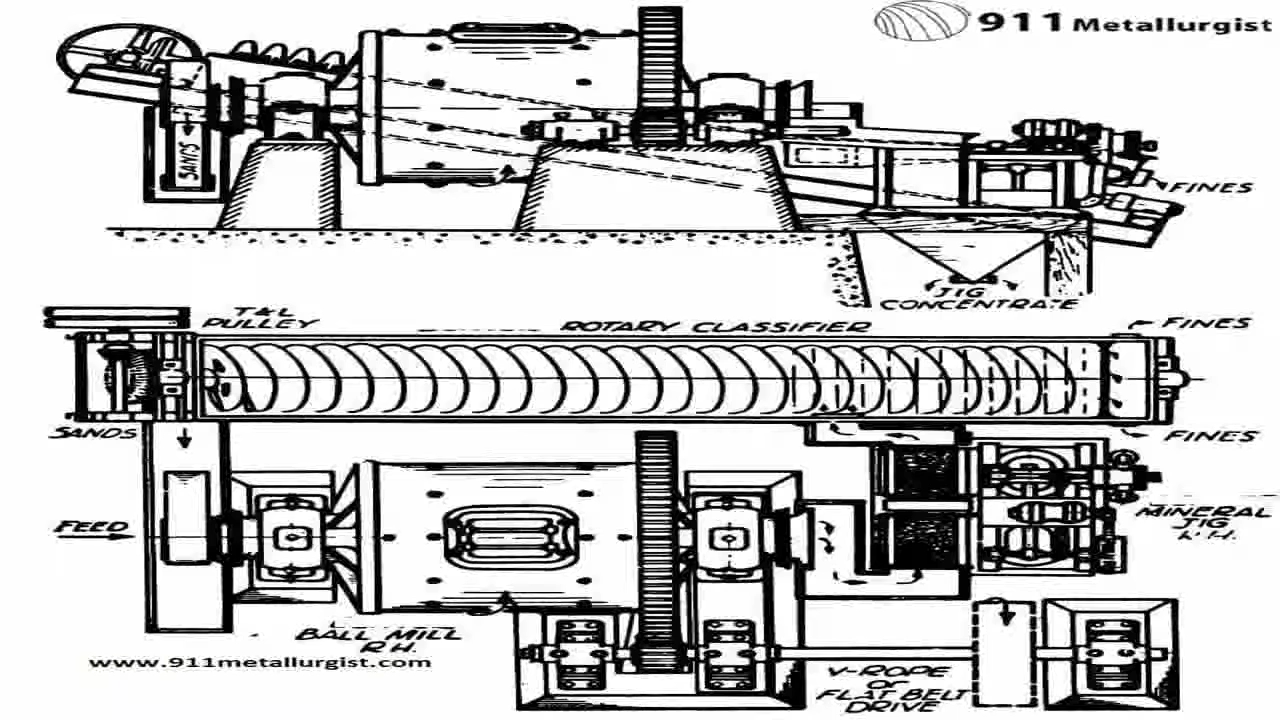 911 Metallurgist
SANDS
FINES
JIG
CONCENTRATE
T&L
PULLEY
ROTARY CLASSIFIER
FINES
SANDS
FINES
FEED
MINERAL
JIG
BALL MILL
R.H.
www.911metallurgist.com
V-ROPE
OR
FLAT BELT
DRIVE